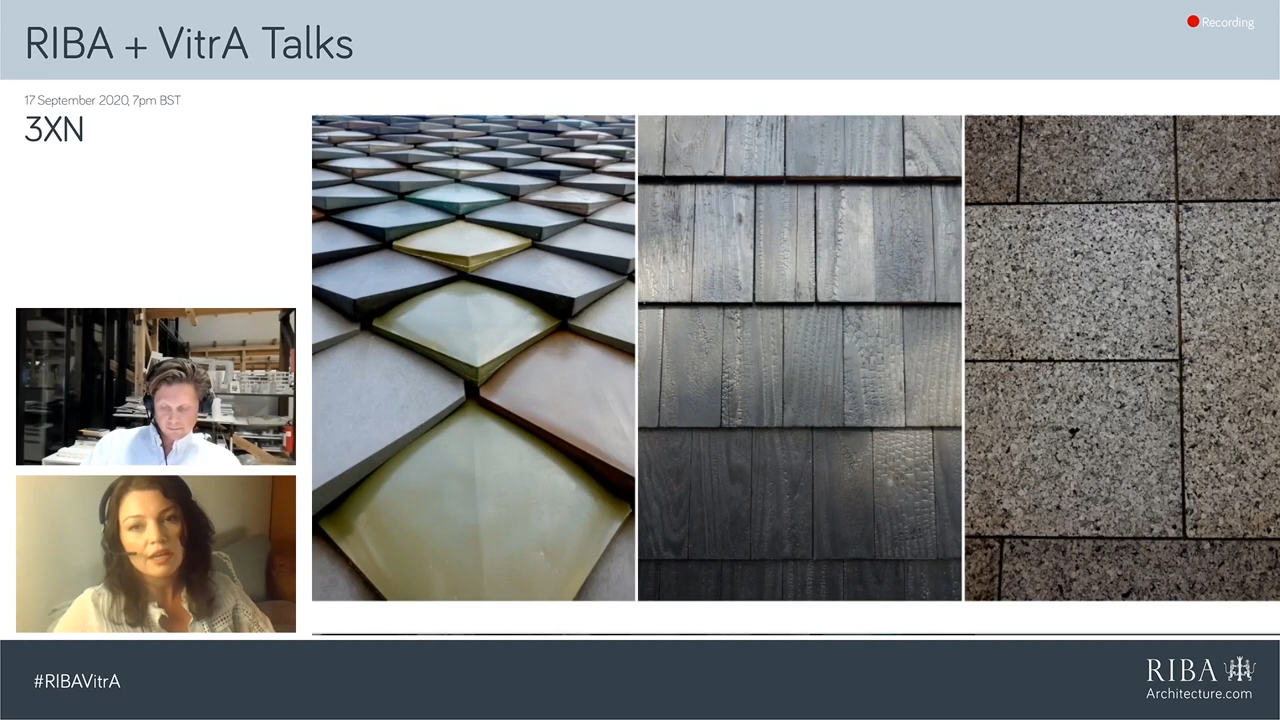 RIBA + VitrA Talks
Recording
17 September 2020, 7pm BST
3XN
#RIBAVitrA
RIBA
Architecture.com